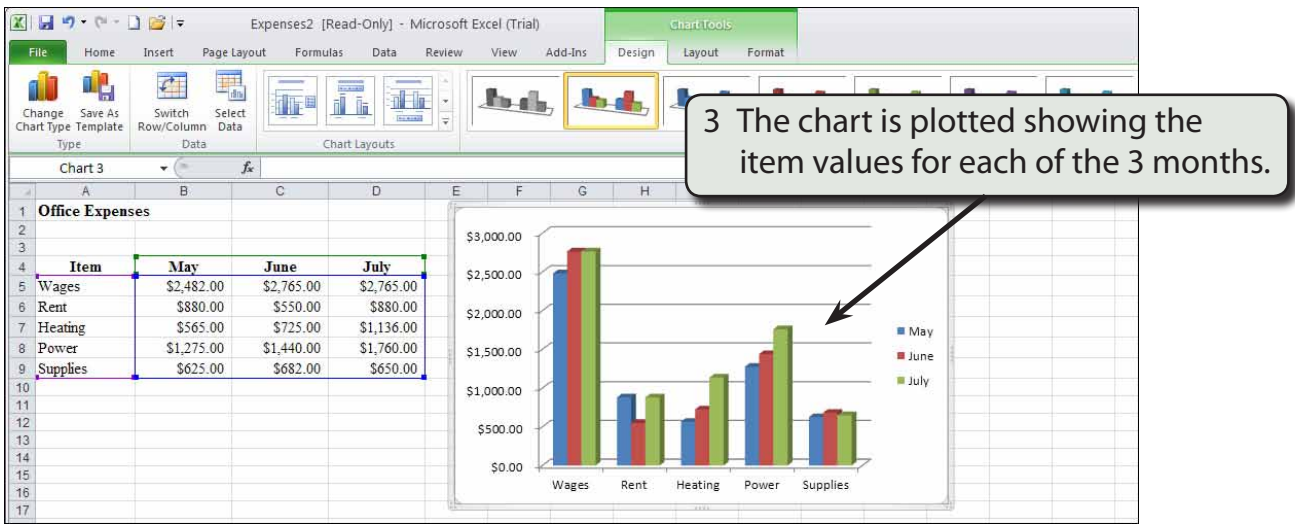 Expenses2 [Read-Only] - Microsoft Excel (Trial)
Chart Tools
File Home Insert Page Layout Formulas Data Review View Add-Ins Design Layout Format
Change Chart Type
Save As Template
Switch Row/Column
Select Data
Type Data Chart Layouts
3 The chart is plotted showing the
item values for each of the 3 months.
Chart 3 fx
A B C D E F G H
1 Office Expenses
2
3
4 Item May June July
5 Wages $2,482.00 $2,765.00 $2,765.00
6 Rent $880.00 $550.00 $880.00
7 Heating $565.00 $725.00 $1,136.00
8 Power $1,275.00 $1,440.00 $1,760.00
9 Supplies $625.00 $682.00 $650.00
10
11
12
13
14
15
16
17
$3,000.00
$2,500.00
$2,000.00
$1,500.00
$1,000.00
$500.00
$0.00
Wages Rent Heating Power Supplies
May
June
July